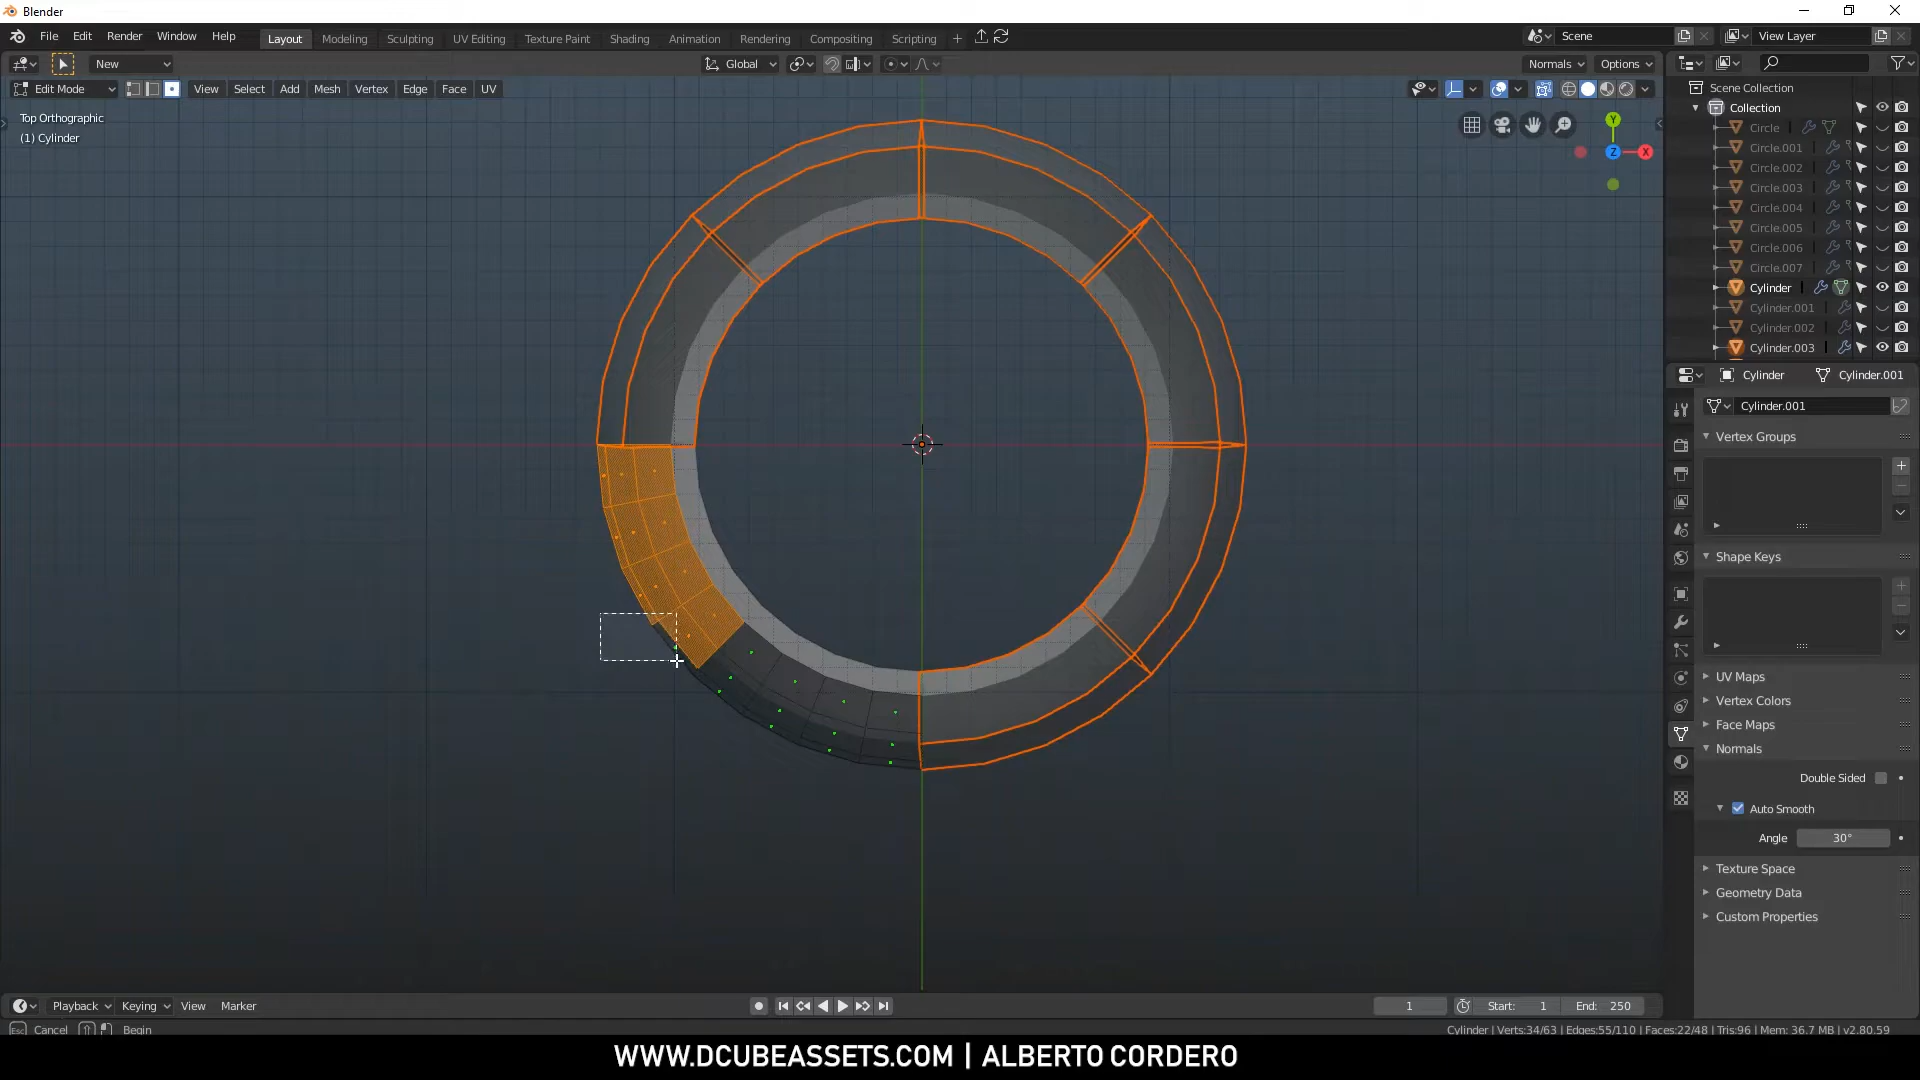 Blender
File Edit Render Window Help
Layout Modeling Sculpting UV Editing Texture Paint Shading Animation Rendering Compositing Scripting
Scene
View Layer
New
Global
Normals Options
Edit Mode View Select Add Mesh Vertex Edge Face UV
Top Orthographic
(1) Cylinder
Y
Z X
Scene Collection
Collection
Circle
Circle.001
Circle.002
Circle.003
Circle.004
Circle.005
Circle.006
Circle.007
Cylinder
Cylinder.001
Cylinder.002
Cylinder.003
Cylinder Cylinder.001
Cylinder.001
Vertex Groups
Shape Keys
UV Maps
Vertex Colors
Face Maps
Normals
Double Sided
Auto Smooth
Angle 30°
Texture Space
Geometry Data
Custom Properties
Playback Keying View Marker
1 Start: 1 End: 250
Esc Cancel Begin
Cylinder | Verts:34/63 | Edges:55/110 | Faces:22/48 | Tris:96 | Mem: 36.7 MB | v2.80.59
WWW.DCUBEASSETS.COM | ALBERTO CORDERO